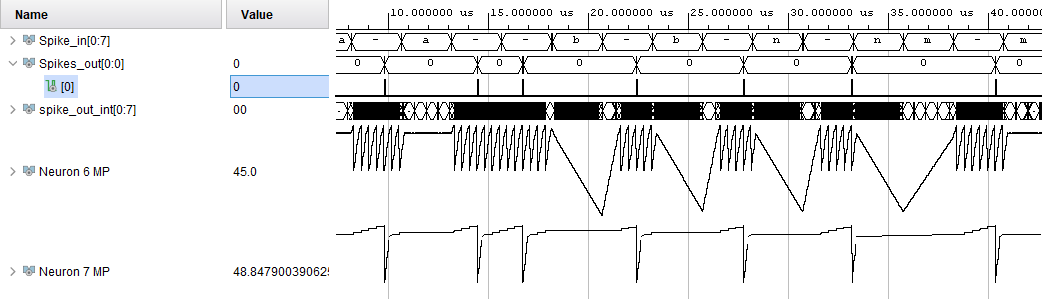 Name Value 10.000000 us 15.000000 us 20.000000 us 25.000000 us 30.000000 us 35.000000 us 40.00
Spike_in[0:7] a - a - - b - b - n - n m - m
Spikes_out[0:0] 0 0 0 0 0 0 0 0
[0] 0
spike_out_int[0:7] 00
Neuron 6 MP 45.0
Neuron 7 MP 48.847900390625